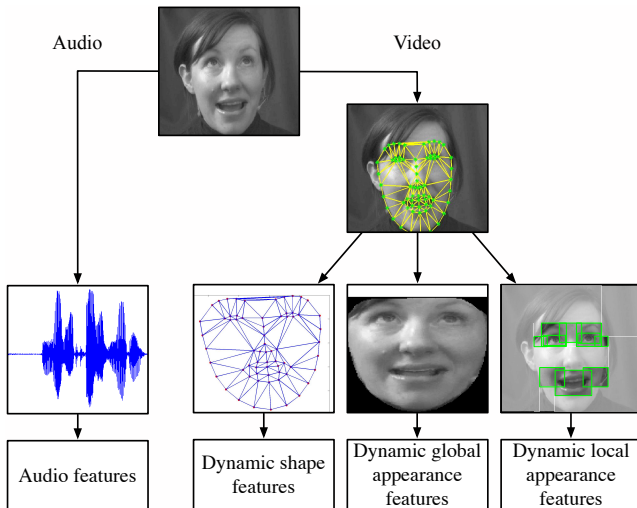 Audio
Video
Audio features
Dynamic shape
features
Dynamic global
appearance
features
Dynamic local
appearance
features